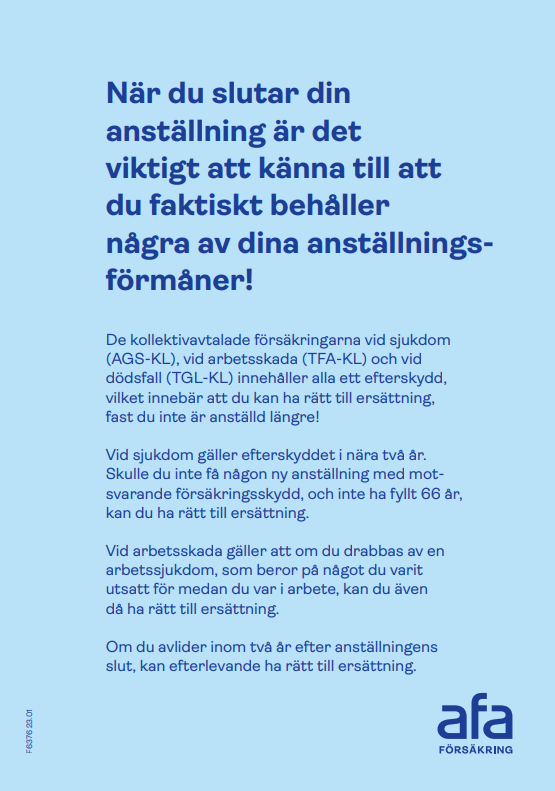 När du slutar din
anställning är det
viktigt att känna till att
du faktiskt behåller
några av dina anställnings-
förmåner!
De kollektivavtalade försäkringarna vid sjukdom
(AGS-KL), vid arbetsskada (TFA-KL) och vid
dödsfall (TGL-KL) innehåller alla ett efterskydd,
vilket innebär att du kan ha rätt till ersättning,
fast du inte är anställd längre!
Vid sjukdom gäller efterskyddet i nära två år.
Skulle du inte få någon ny anställning med mot-
svarande försäkringsskydd, och inte ha fyllt 66 år,
kan du ha rätt till ersättning.
Vid arbetsskada gäller att om du drabbas av en
arbetssjukdom, som beror på något du varit
utsatt för medan du var i arbete, kan du även
då ha rätt till ersättning.
Om du avlider inom två år efter anställningens
slut, kan efterlevande ha rätt till ersättning.
F6376 23.01
afa
FÖRSÄKRING